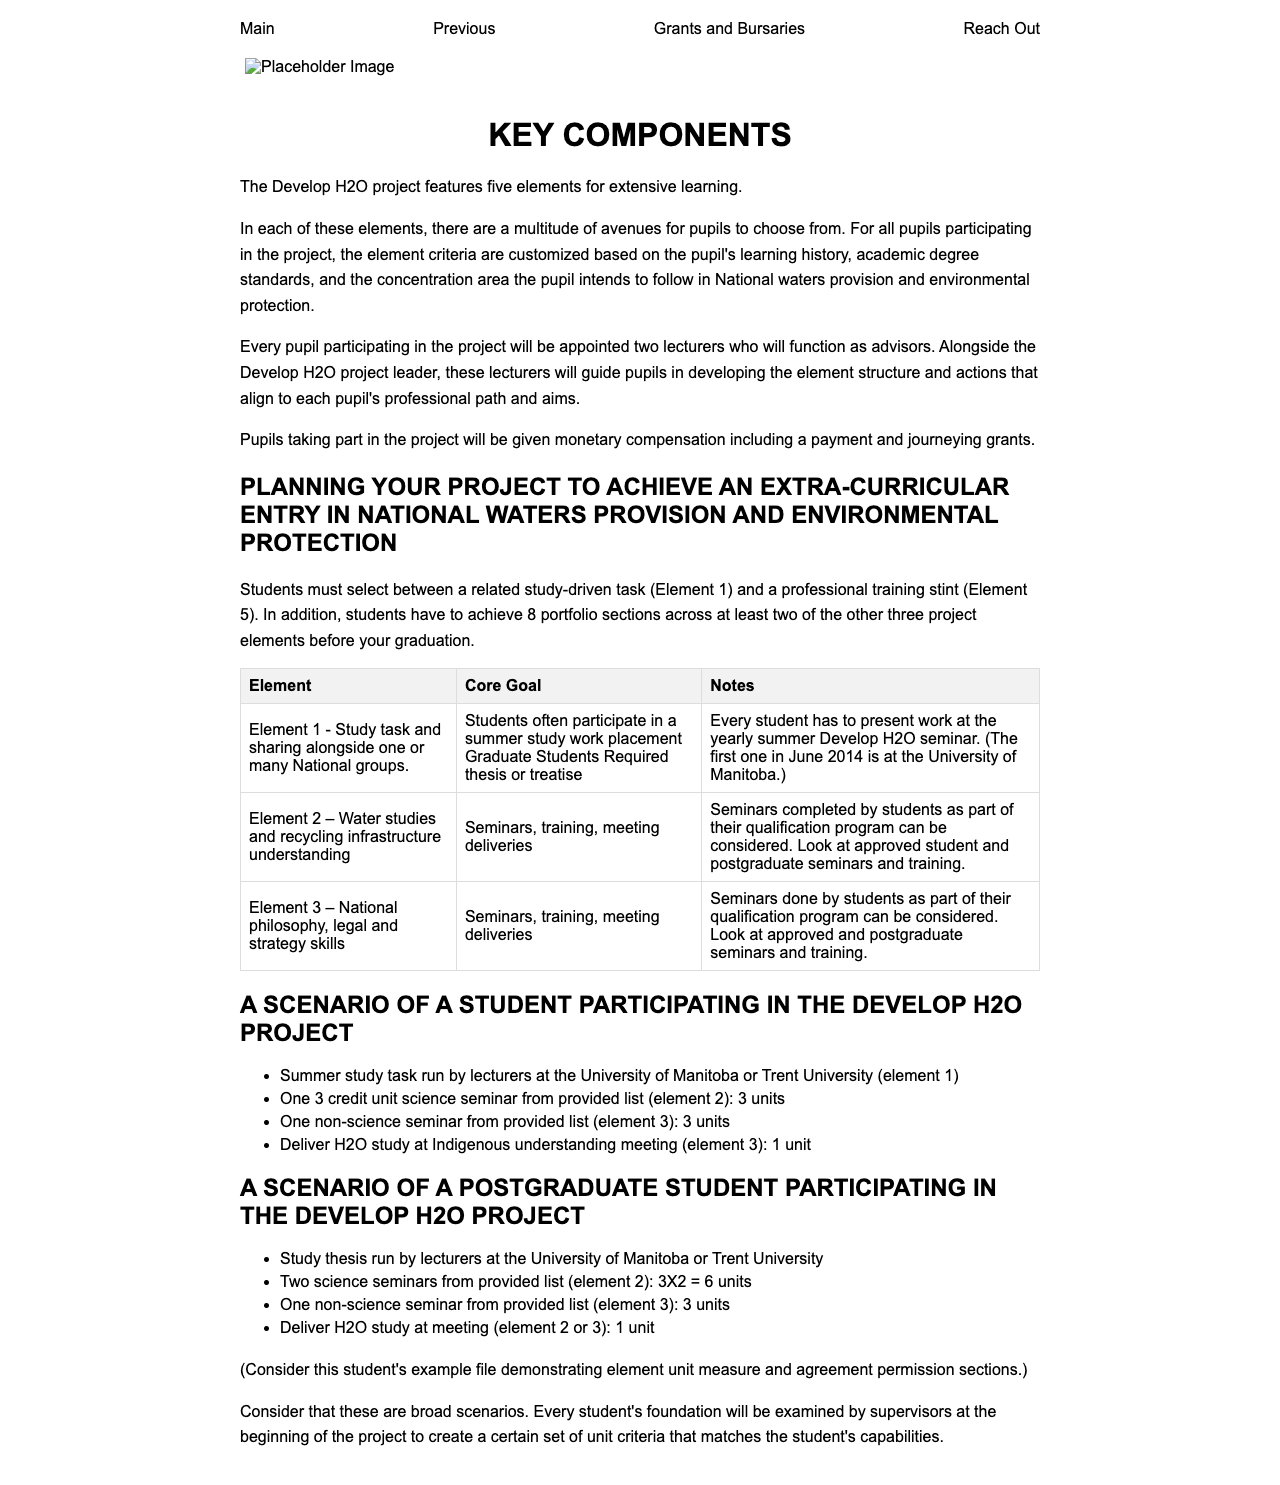 Main Previous Grants and Bursaries Reach Out
Placeholder Image
KEY COMPONENTS
The Develop H2O project features five elements for extensive learning.
In each of these elements, there are a multitude of avenues for pupils to choose from. For all pupils participating
in the project, the element criteria are customized based on the pupil's learning history, academic degree
standards, and the concentration area the pupil intends to follow in National waters provision and environmental
protection.
Every pupil participating in the project will be appointed two lecturers who will function as advisors. Alongside the
Develop H2O project leader, these lecturers will guide pupils in developing the element structure and actions that
align to each pupil's professional path and aims.
Pupils taking part in the project will be given monetary compensation including a payment and journeying grants.
PLANNING YOUR PROJECT TO ACHIEVE AN EXTRA-CURRICULAR
ENTRY IN NATIONAL WATERS PROVISION AND ENVIRONMENTAL
PROTECTION
Students must select between a related study-driven task (Element 1) and a professional training stint (Element
5). In addition, students have to achieve 8 portfolio sections across at least two of the other three project
elements before your graduation.
Element Core Goal Notes
Element 1 - Study task and
sharing alongside one or
many National groups.
Students often participate in a
summer study work placement
Graduate Students Required
thesis or treatise
Every student has to present work at the
yearly summer Develop H2O seminar. (The
first one in June 2014 is at the University of
Manitoba.)
Element 2 – Water studies
and recycling infrastructure
understanding
Seminars, training, meeting
deliveries
Seminars completed by students as part of
their qualification program can be
considered. Look at approved student and
postgraduate seminars and training.
Element 3 – National
philosophy, legal and
strategy skills
Seminars, training, meeting
deliveries
Seminars done by students as part of their
qualification program can be considered.
Look at approved and postgraduate
seminars and training.
A SCENARIO OF A STUDENT PARTICIPATING IN THE DEVELOP H2O
PROJECT
• Summer study task run by lecturers at the University of Manitoba or Trent University (element 1)
• One 3 credit unit science seminar from provided list (element 2): 3 units
• One non-science seminar from provided list (element 3): 3 units
• Deliver H2O study at Indigenous understanding meeting (element 3): 1 unit
A SCENARIO OF A POSTGRADUATE STUDENT PARTICIPATING IN
THE DEVELOP H2O PROJECT
• Study thesis run by lecturers at the University of Manitoba or Trent University
• Two science seminars from provided list (element 2): 3X2 = 6 units
• One non-science seminar from provided list (element 3): 3 units
• Deliver H2O study at meeting (element 2 or 3): 1 unit
(Consider this student's example file demonstrating element unit measure and agreement permission sections.)
Consider that these are broad scenarios. Every student's foundation will be examined by supervisors at the
beginning of the project to create a certain set of unit criteria that matches the student's capabilities.